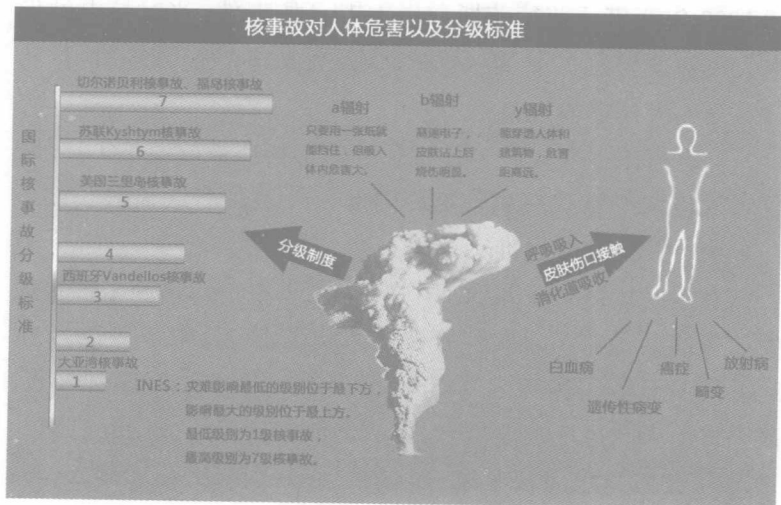 核事故对人体危害以及分级标准
国际核事故分级标准
切尔诺贝利核事故、福岛核事故
7
苏联Kyshtym核事故
6
美国三里岛核事故
5
4
西班牙Vandellos核事故
3
2
大亚湾核事故
1
分级制度
a辐射
只要用一张纸就
能挡住，但吸入
体内危害大。
b辐射
高速电子，
皮肤沾上后
烧伤明显。
y辐射
能穿透人体和
建筑物，危害
距离远。
呼吸吸入
皮肤伤口接触
消化道吸收
白血病
遗传性病变
癌症
畸变
放射病
INES：灾难影响最低的级别位于最下方，
影响最大的级别位于最上方。
最低级别为1级核事故，
最高级别为7级核事故。